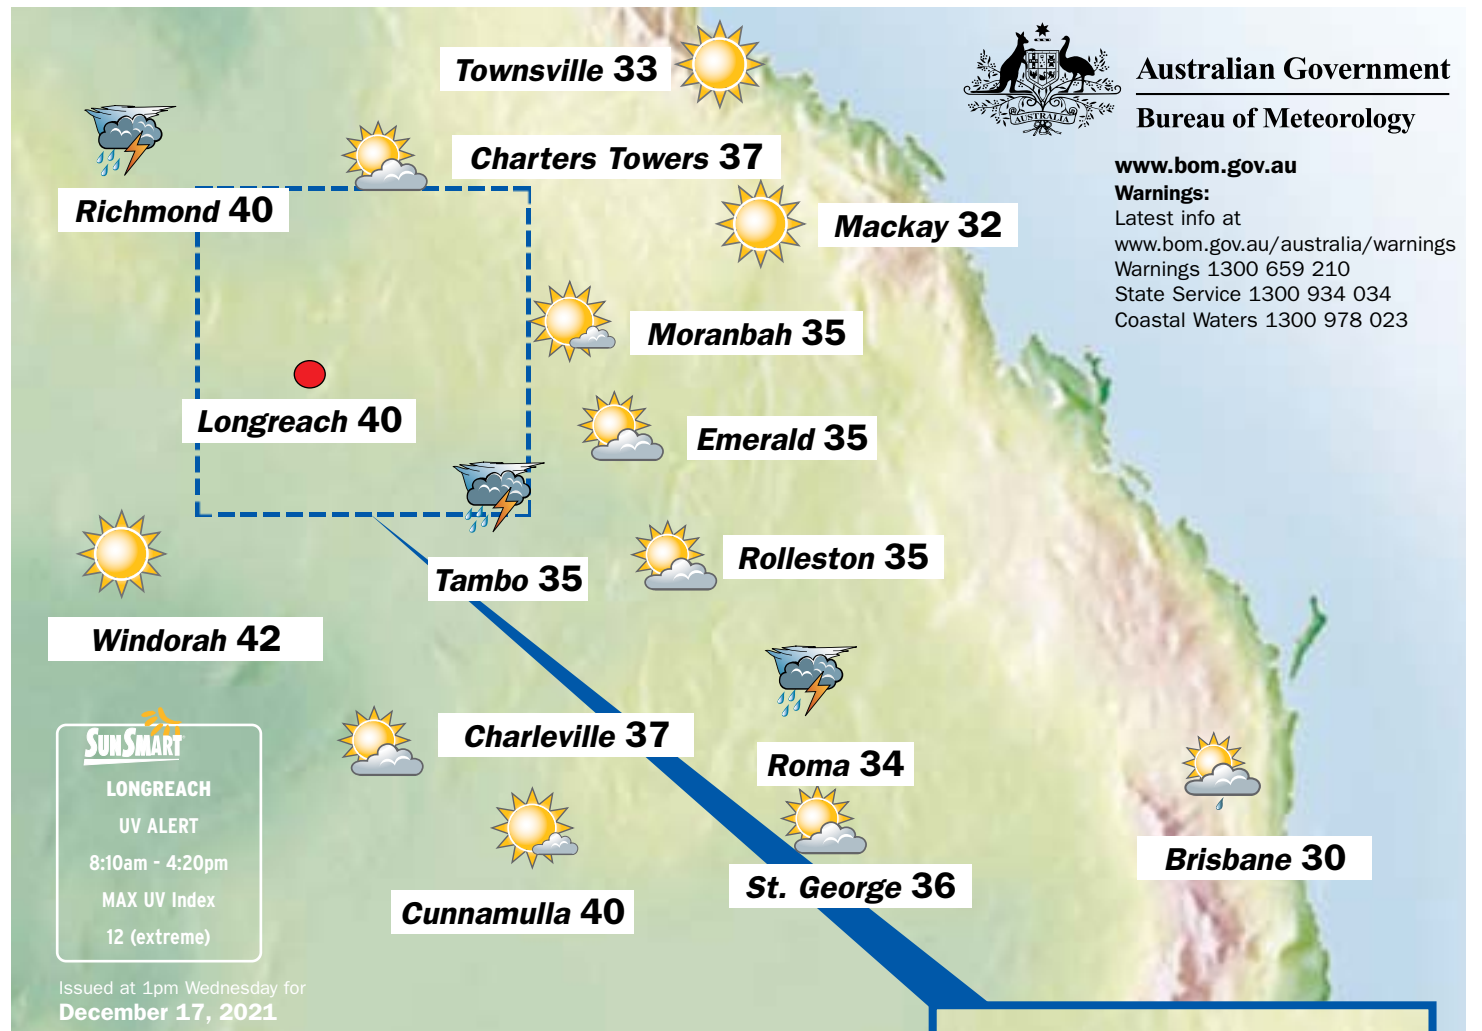 Townsville 33
Australian Government
Bureau of Meteorology
AUSTRALIA
Charters Towers 37
www.bom.gov.au
Warnings:
Latest info at
www.bom.gov.au/australia/warnings
Warnings 1300 659 210
State Service 1300 934 034
Coastal Waters 1300 978 023
Richmond 40
Mackay 32
Moranbah 35
Longreach 40
Emerald 35
Rolleston 35
Tambo 35
Windorah 42
Charleville 37
Roma 34
Brisbane 30
St. George 36
Cunnamulla 40
SUNSMART
LONGREACH
UV ALERT
8:10am - 4:20pm
MAX UV Index
12 (extreme)
Issued at 1pm Wednesday for
December 17, 2021